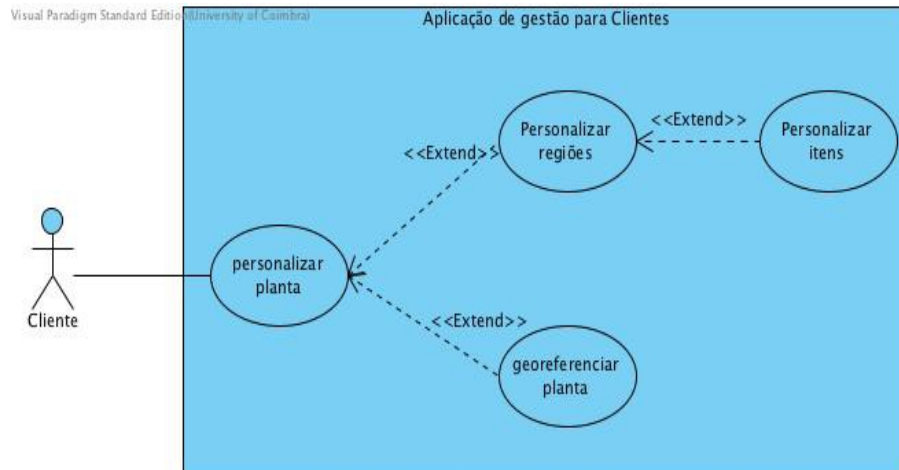 Visual Paradigm Standard Edition(University of Coimbra)
Aplicação de gestão para Clientes
Personalizar
regiões
<<Extend>>
Personalizar
itens
<<Extend>>
personalizar
planta
Cliente
<<Extend>>
georeferenciar
planta